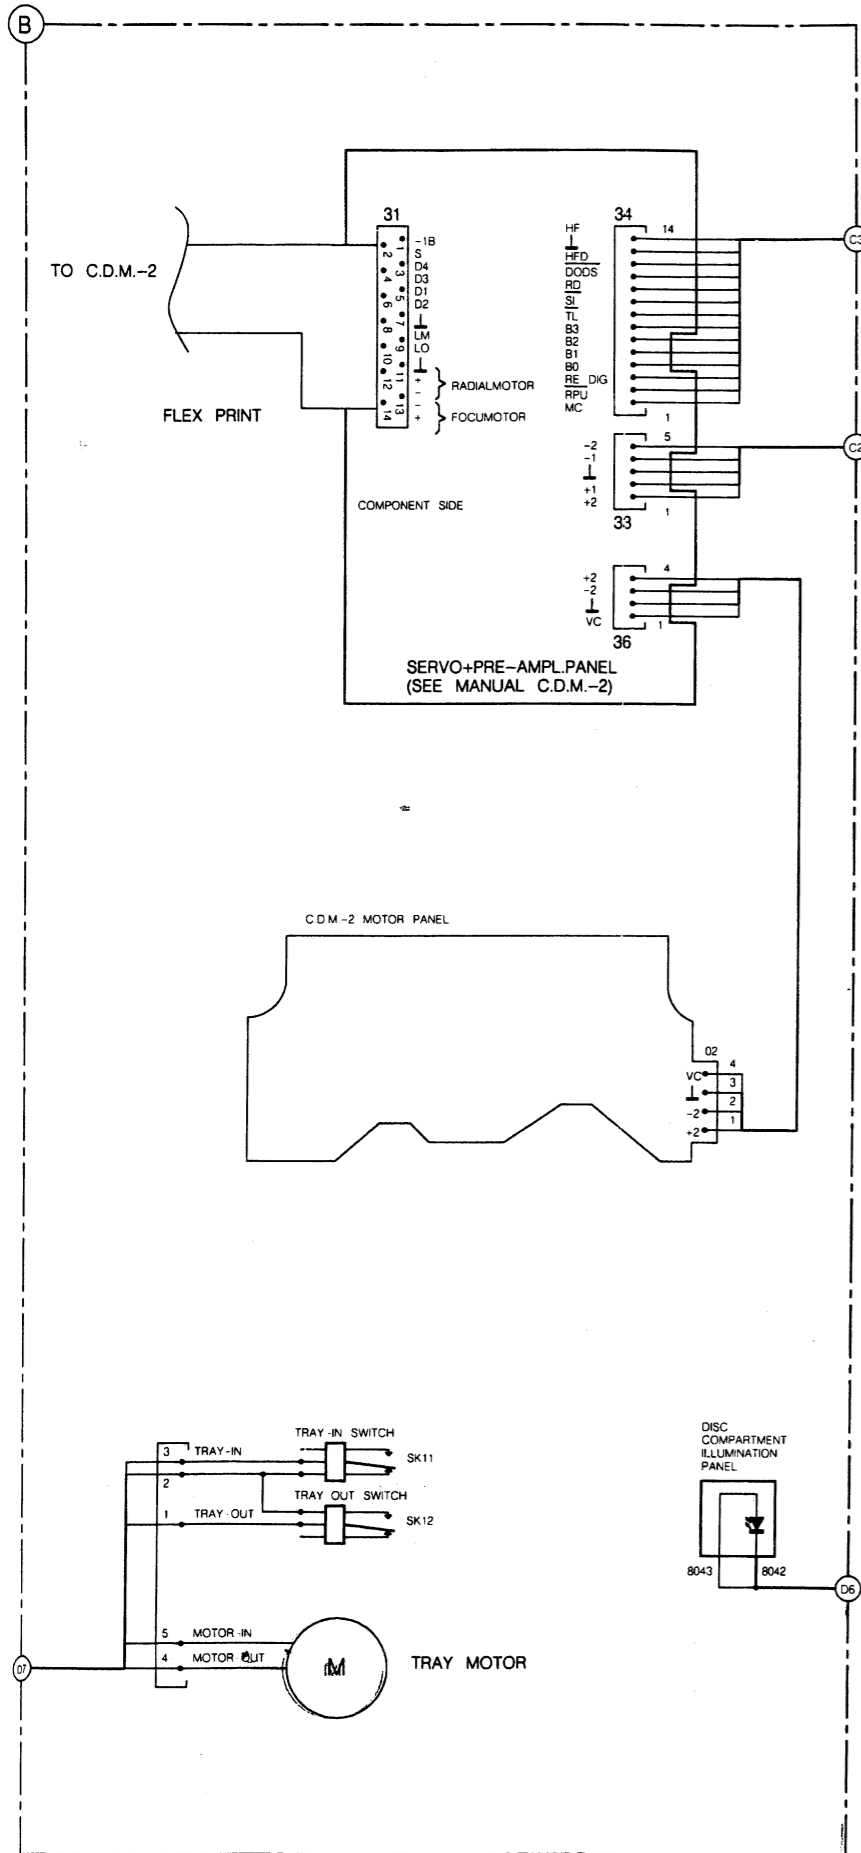 B
31
34
HF
14
C3
-1B
S
D4
D3
D1
D2
LM
LO
+
-
-
+
1
2
3
4
5
6
7
8
9
10
11
12
13
14
TO C.D.M.-2
HFD
DODS
RD
SI
TL
B3
B2
B1
B0
RE DIG
RPU
MC
1
RADIALMOTOR
FOCUMOTOR
FLEX PRINT
5
C2
-2
-1
+1
+2
1
33
COMPONENT SIDE
4
+2
-2
VC
1
36
SERVO+PRE-AMPL.PANEL
(SEE MANUAL C.D.M.-2)
C.D.M.-2 MOTOR PANEL
02
4
VC
3
2
-2
1
+2
TRAY-IN SWITCH
3
TRAY-IN
SK11
2
TRAY OUT SWITCH
1
TRAY-OUT
SK12
DISC
COMPARTMENT
ILLUMINATION
PANEL
8043
8042
D6
5
MOTOR-IN
4
MOTOR-OUT
D7
M
TRAY MOTOR